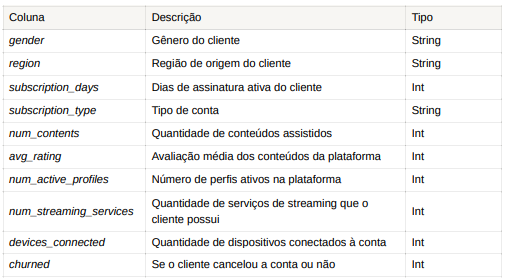 Coluna Descrição Tipo
gender Gênero do cliente String
region Região de origem do cliente String
subscription_days Dias de assinatura ativa do cliente Int
subscription_type Tipo de conta String
num_contents Quantidade de conteúdos assistidos Int
avg_rating Avaliação média dos conteúdos da plataforma Int
num_active_profiles Número de perfis ativos na plataforma Int
num_streaming_services Quantidade de serviços de streaming que o
cliente possui Int
devices_connected Quantidade de dispositivos conectados à conta Int
churned Se o cliente cancelou a conta ou não Int